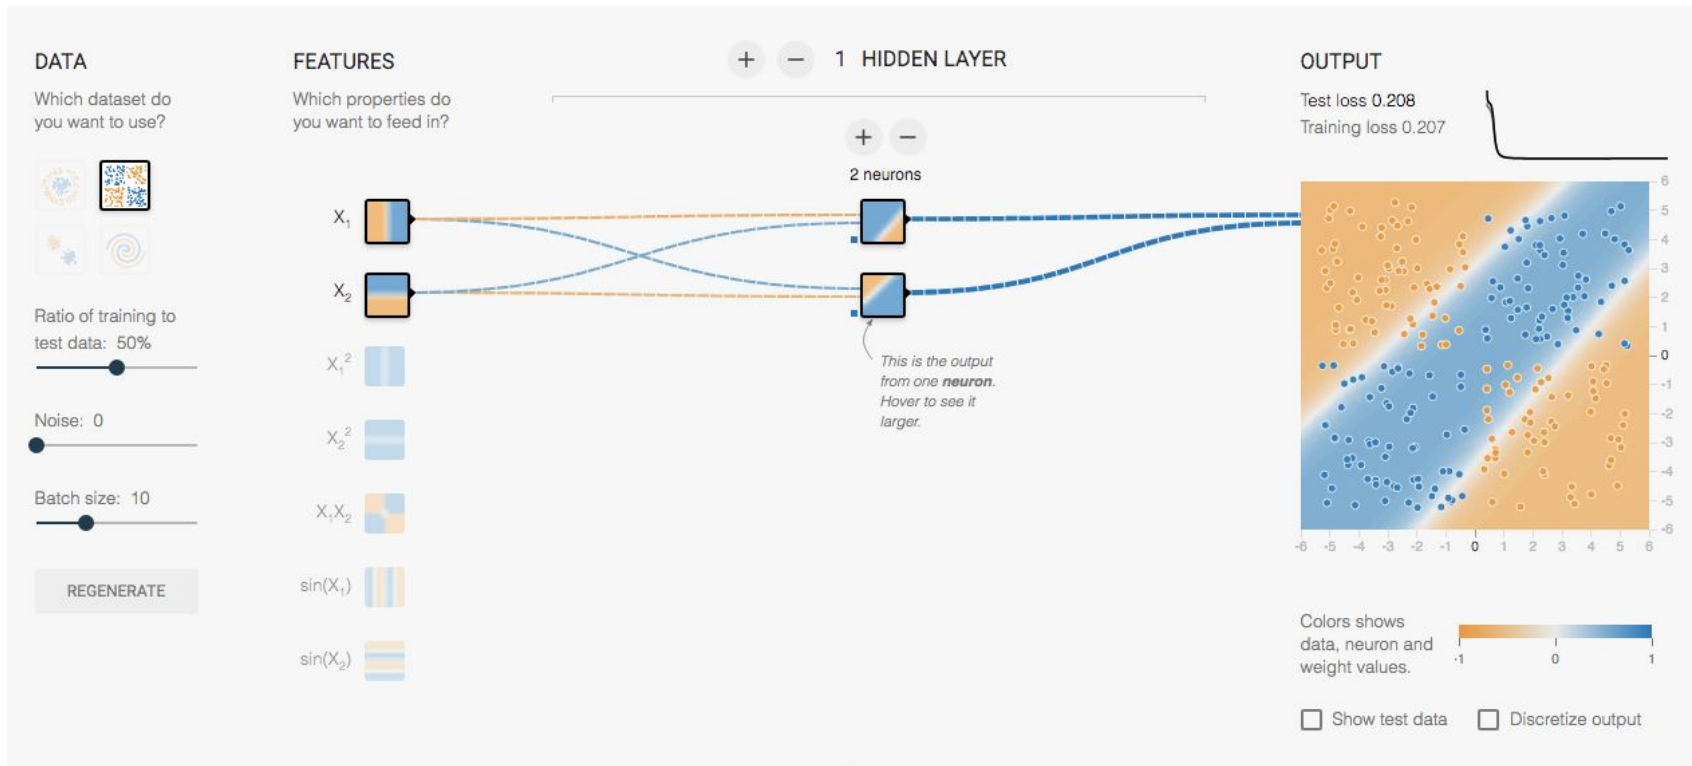 DATA
Which dataset do
you want to use?
Ratio of training to
test data: 50%
Noise: 0
Batch size: 10
REGENERATE
FEATURES
Which properties do
you want to feed in?
X1
X2
X1²
X2²
X1X2
sin(X1)
sin(X2)
+ − 1 HIDDEN LAYER
+ −
2 neurons
This is the output
from one neuron.
Hover to see it
larger.
OUTPUT
Test loss 0.208
Training loss 0.207
6
5
4
3
2
1
0
-1
-2
-3
-4
-5
-6
-6 -5 -4 -3 -2 -1 0 1 2 3 4 5 6
Colors shows
data, neuron and
weight values.
-1 0 1
Show test data
Discretize output